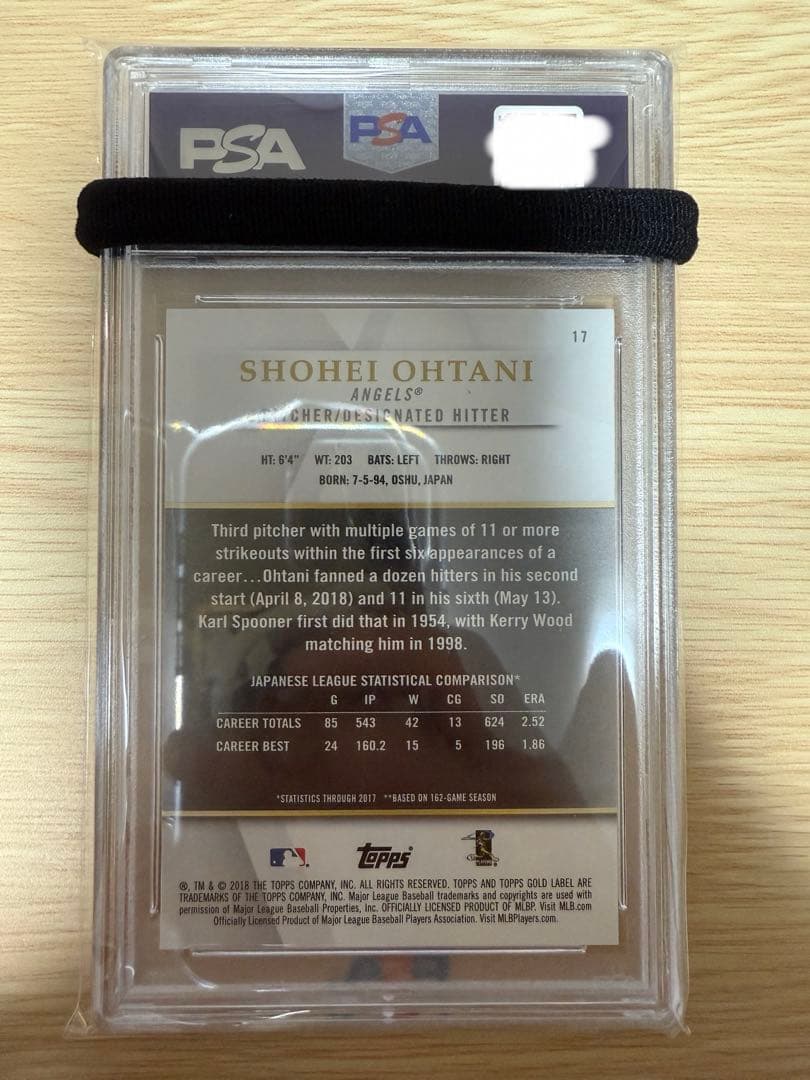 PSA PSA
17
SHOHEI OHTANI
ANGELS®
PITCHER/DESIGNATED HITTER
HT: 6'4" WT: 203 BATS: LEFT THROWS: RIGHT
BORN: 7-5-94, OSHU, JAPAN
Third pitcher with multiple games of 11 or more
strikeouts within the first six appearances of a
career...Ohtani fanned a dozen hitters in his second
start (April 8, 2018) and 11 in his sixth (May 13).
Karl Spooner first did that in 1954, with Kerry Wood
matching him in 1998.
JAPANESE LEAGUE STATISTICAL COMPARISON*
G IP W CG SO ERA
CAREER TOTALS 85 543 42 13 624 2.52
CAREER BEST 24 160.2 15 5 196 1.86
*STATISTICS THROUGH 2017 **BASED ON 162-GAME SEASON
topps®
®, TM & © 2018 THE TOPPS COMPANY, INC. ALL RIGHTS RESERVED. TOPPS AND TOPPS GOLD LABEL ARE
TRADEMARKS OF THE TOPPS COMPANY, INC. Major League Baseball trademarks and copyrights are used with
permission of Major League Baseball Properties, Inc. OFFICIALLY LICENSED PRODUCT OF MLBP. Visit MLB.com
Officially Licensed Product of Major League Baseball Players Association. Visit MLBPlayers.com.